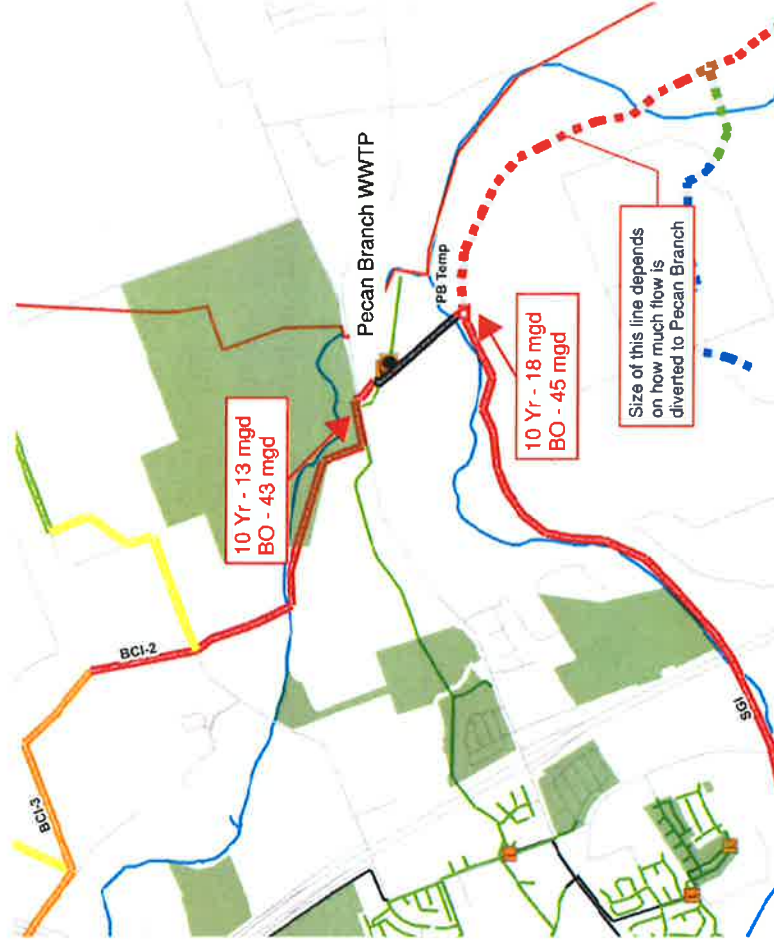 Pecan Branch WWTP
PB Temp
10 Yr - 13 mgd
BO - 43 mgd
10 Yr - 18 mgd
BO - 45 mgd
Size of this line depends
on how much flow is
diverted to Pecan Branch
BCI-2
BCI-3
SGI